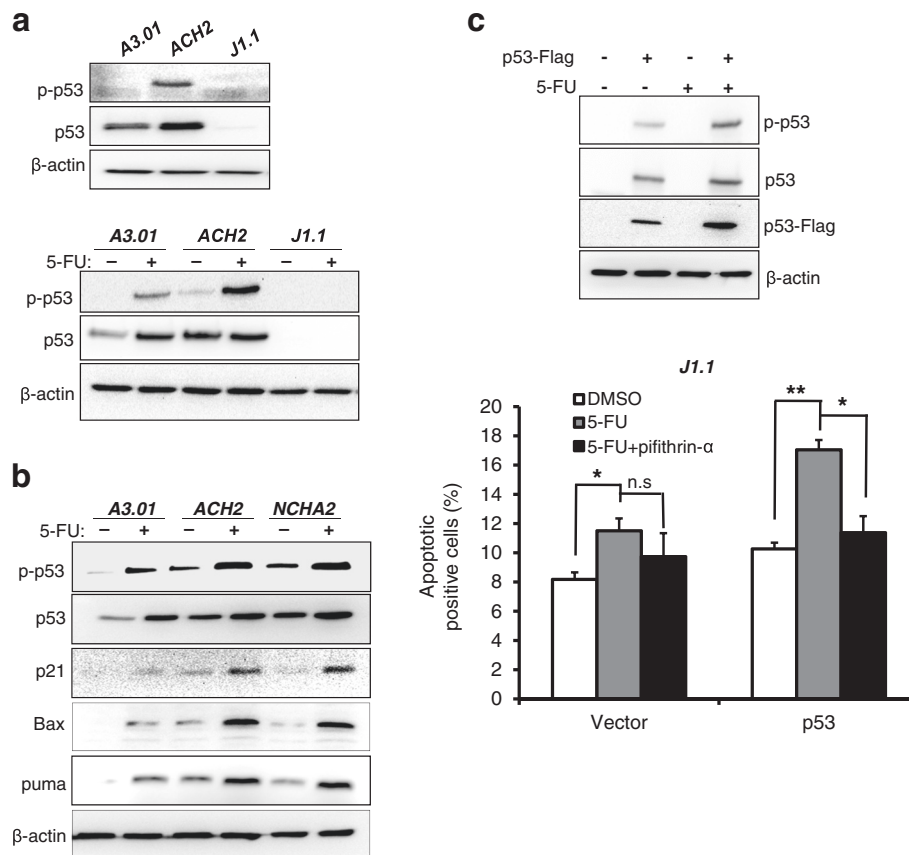 a
A3.01 ACH2 J1.1
p-p53
p53
β-actin
A3.01 ACH2 J1.1
5-FU: – + – + – +
p-p53
p53
β-actin
b
A3.01 ACH2 NCHA2
5-FU: – + – + – +
p-p53
p53
p21
Bax
puma
β-actin
c
p53-Flag - + - +
5-FU - - + +
p-p53
p53
p53-Flag
β-actin
J1.1
DMSO
5-FU
5-FU+pifithrin-α
* n.s
** *
Apoptotic
positive cells (%)
20
18
16
14
12
10
8
6
4
2
0
Vector p53